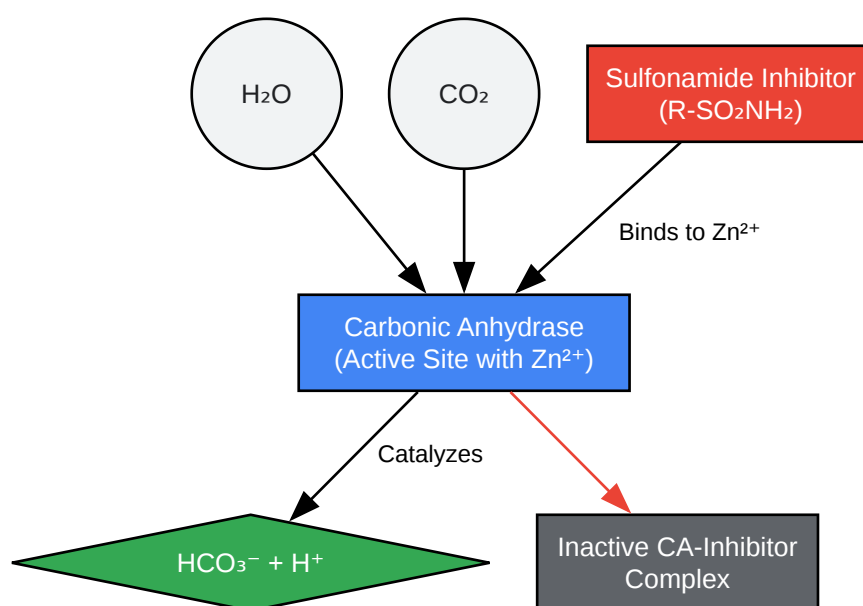 H₂O
CO₂
Sulfonamide Inhibitor
(R-SO₂NH₂)
Binds to Zn²⁺
Carbonic Anhydrase
(Active Site with Zn²⁺)
Catalyzes
HCO₃⁻ + H⁺
Inactive CA-Inhibitor
Complex